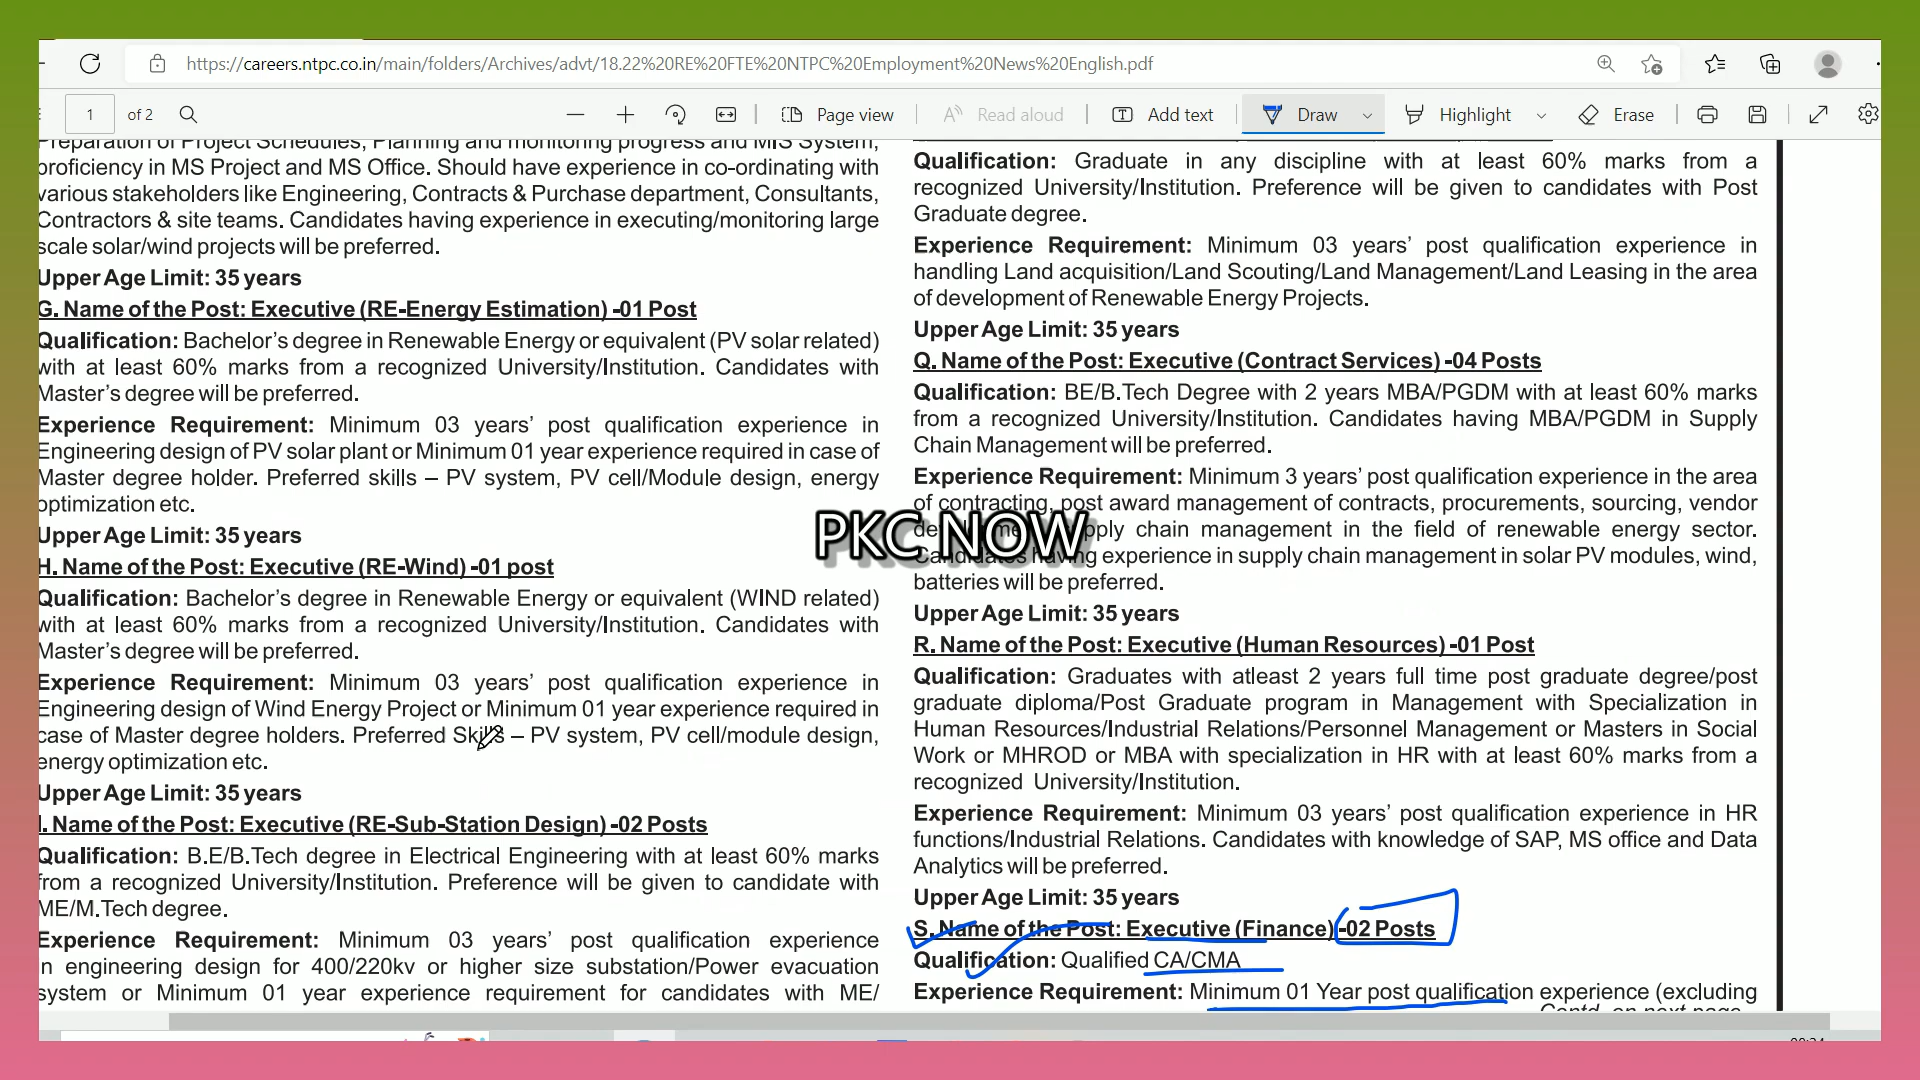 https://careers.ntpc.co.in/main/folders/Archives/advt/18.22%20RE%20FTE%20NTPC%20Employment%20News%20English.pdf
1 of 2
Page view
Read aloud
Add text
Draw
Highlight
Erase
Preparation of Project Schedules, Planning and monitoring progress and MIS System,
proficiency in MS Project and MS Office. Should have experience in co-ordinating with
various stakeholders like Engineering, Contracts & Purchase department, Consultants,
Contractors & site teams. Candidates having experience in executing/monitoring large
scale solar/wind projects will be preferred.
Upper Age Limit: 35 years
G. Name of the Post: Executive (RE-Energy Estimation) -01 Post
Qualification: Bachelor's degree in Renewable Energy or equivalent (PV solar related)
with at least 60% marks from a recognized University/Institution. Candidates with
Master's degree will be preferred.
Experience Requirement: Minimum 03 years' post qualification experience in
Engineering design of PV solar plant or Minimum 01 year experience required in case of
Master degree holder. Preferred skills – PV system, PV cell/Module design, energy
optimization etc.
Upper Age Limit: 35 years
H. Name of the Post: Executive (RE-Wind) -01 post
Qualification: Bachelor's degree in Renewable Energy or equivalent (WIND related)
with at least 60% marks from a recognized University/Institution. Candidates with
Master's degree will be preferred.
Experience Requirement: Minimum 03 years' post qualification experience in
Engineering design of Wind Energy Project or Minimum 01 year experience required in
case of Master degree holders. Preferred Skills – PV system, PV cell/module design,
energy optimization etc.
Upper Age Limit: 35 years
I. Name of the Post: Executive (RE-Sub-Station Design) -02 Posts
Qualification: B.E/B.Tech degree in Electrical Engineering with at least 60% marks
from a recognized University/Institution. Preference will be given to candidate with
ME/M.Tech degree.
Experience Requirement: Minimum 03 years' post qualification experience
in engineering design for 400/220kv or higher size substation/Power evacuation
system or Minimum 01 year experience requirement for candidates with ME/
Qualification: Graduate in any discipline with at least 60% marks from a
recognized University/Institution. Preference will be given to candidates with Post
Graduate degree.
Experience Requirement: Minimum 03 years' post qualification experience in
handling Land acquisition/Land Scouting/Land Management/Land Leasing in the area
of development of Renewable Energy Projects.
Upper Age Limit: 35 years
Q. Name of the Post: Executive (Contract Services) -04 Posts
Qualification: BE/B.Tech Degree with 2 years MBA/PGDM with at least 60% marks
from a recognized University/Institution. Candidates having MBA/PGDM in Supply
Chain Management will be preferred.
Experience Requirement: Minimum 3 years' post qualification experience in the area
of contracting, post award management of contracts, procurements, sourcing, vendor
supply chain management in the field of renewable energy sector.
having experience in supply chain management in solar PV modules, wind,
batteries will be preferred.
Upper Age Limit: 35 years
R. Name of the Post: Executive (Human Resources) -01 Post
Qualification: Graduates with atleast 2 years full time post graduate degree/post
graduate diploma/Post Graduate program in Management with Specialization in
Human Resources/Industrial Relations/Personnel Management or Masters in Social
Work or MHROD or MBA with specialization in HR with at least 60% marks from a
recognized University/Institution.
Experience Requirement: Minimum 03 years' post qualification experience in HR
functions/Industrial Relations. Candidates with knowledge of SAP, MS office and Data
Analytics will be preferred.
Upper Age Limit: 35 years
S. Name of the Post: Executive (Finance) -02 Posts
Qualification: Qualified CA/CMA
Experience Requirement: Minimum 01 Year post qualification experience (excluding
Contd. on next page
PKC NOW